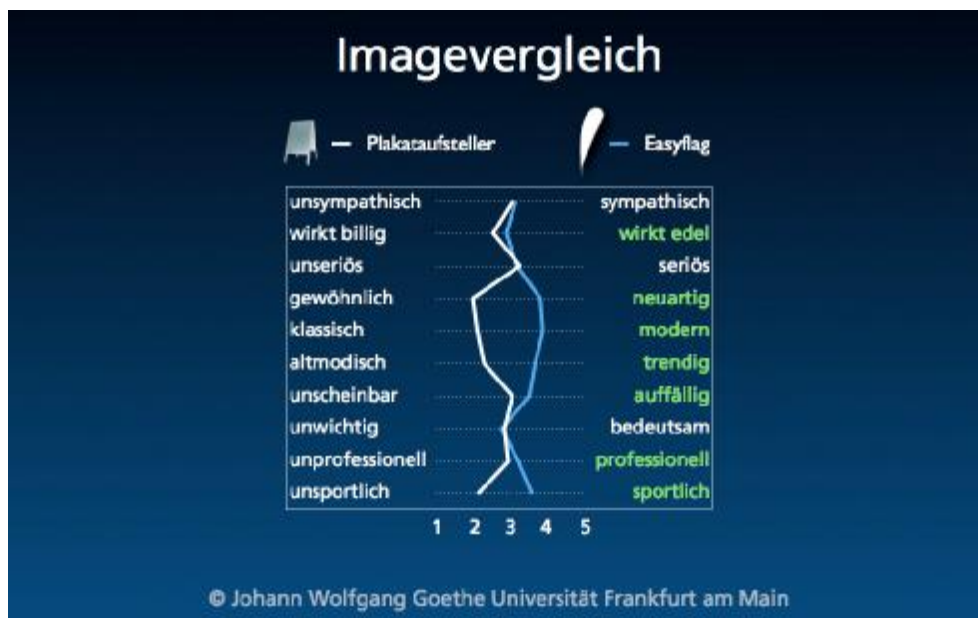 Imagevergleich
Plakataufsteller Easyflag
unsympathisch sympathisch
wirkt billig wirkt edel
unseriös seriös
gewöhnlich neuartig
klassisch modern
altmodisch trendig
unscheinbar auffällig
unwichtig bedeutsam
unprofessionell professionell
unsportlich sportlich
1 2 3 4 5
© Johann Wolfgang Goethe Universität Frankfurt am Main